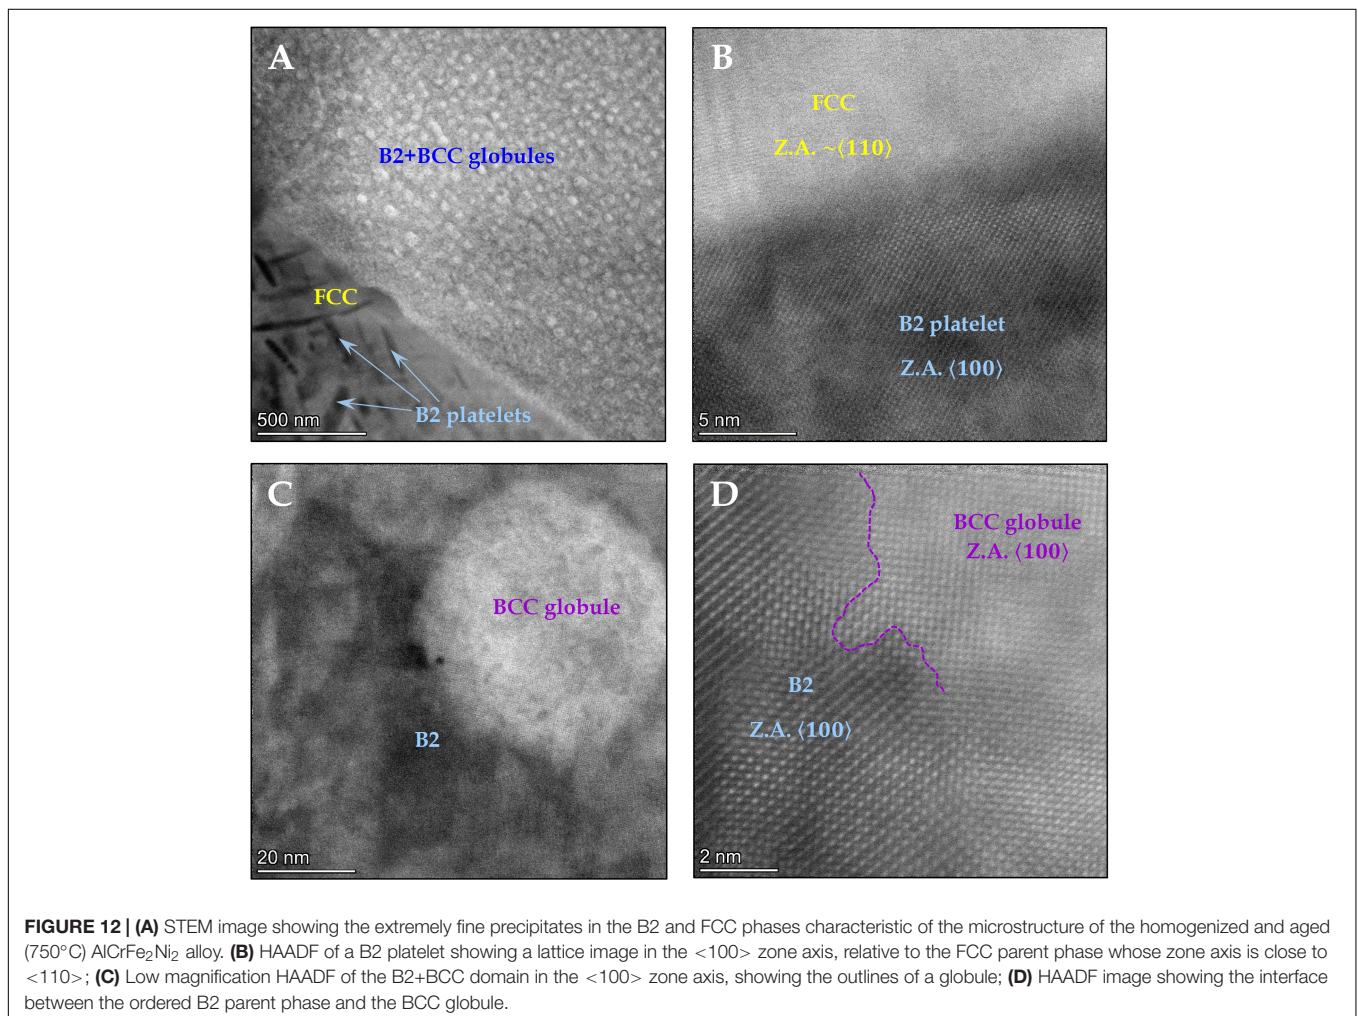 A
B2+BCC globules
FCC
B2 platelets
500 nm
B
FCC
Z.A. ~⟨110⟩
B2 platelet
Z.A. ⟨100⟩
5 nm
C
BCC globule
B2
20 nm
D
BCC globule
Z.A. ⟨100⟩
B2
Z.A. ⟨100⟩
2 nm
FIGURE 12 | (A) STEM image showing the extremely fine precipitates in the B2 and FCC phases characteristic of the microstructure of the homogenized and aged
(750°C) AlCrFe₂Ni₂ alloy. (B) HAADF of a B2 platelet showing a lattice image in the <100> zone axis, relative to the FCC parent phase whose zone axis is close to
<110>; (C) Low magnification HAADF of the B2+BCC domain in the <100> zone axis, showing the outlines of a globule; (D) HAADF image showing the interface
between the ordered B2 parent phase and the BCC globule.